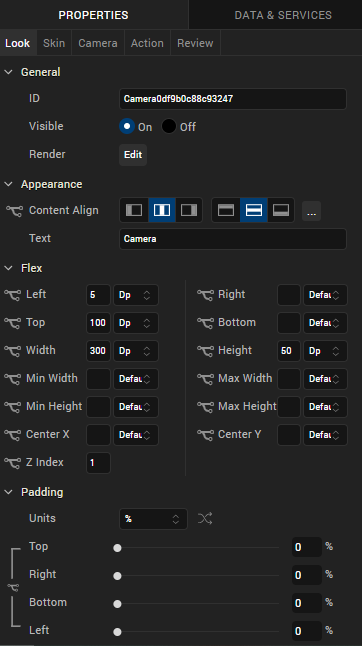 PROPERTIES DATA & SERVICES
Look Skin Camera Action Review
General
ID Camera0df9b0c88c93247
Visible On Off
Render Edit
Appearance
Content Align ...
Text Camera
Flex
Left 5 Dp Right Defau
Top 100 Dp Bottom Defau
Width 300 Dp Height 50 Dp
Min Width Defau Max Width Defau
Min Height Defau Max Height Defau
Center X Defau Center Y Defau
Z Index 1
Padding
Units %
Top 0 %
Right 0 %
Bottom 0 %
Left 0 %